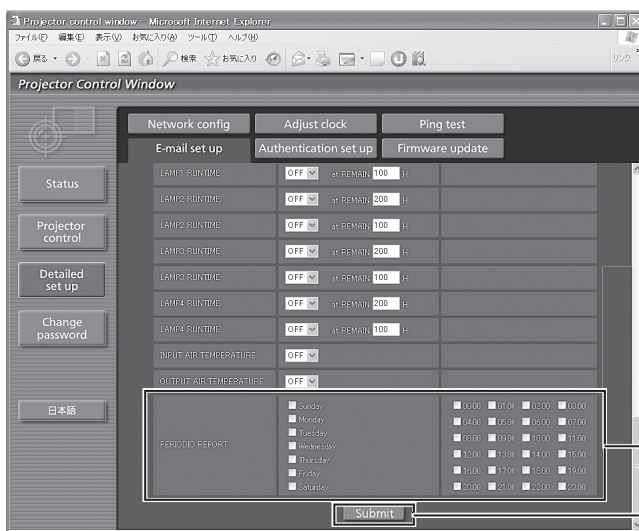 Projector control window - Microsoft Internet Explorer
ファイル(F) 編集(E) 表示(V) お気に入り(A) ツール(T) ヘルプ(H)
戻る 検索 お気に入り リンク
Projector Control Window
Network config Adjust clock Ping test
E-mail set up Authentication set up Firmware update
Status
Projector control
Detailed set up
Change password
日本語
LAMP1 RUNTIME OFF at REMAIN 100 H
LAMP2 RUNTIME OFF at REMAIN 200 H
LAMP2 RUNTIME OFF at REMAIN 100 H
LAMP3 RUNTIME OFF at REMAIN 200 H
LAMP3 RUNTIME OFF at REMAIN 100 H
LAMP4 RUNTIME OFF at REMAIN 200 H
LAMP4 RUNTIME OFF at REMAIN 100 H
INPUT AIR TEMPERATURE OFF
OUTPUT AIR TEMPERATURE OFF
PERIODIC REPORT
Sunday
Monday
Tuesday
Wednesday
Thursday
Friday
Saturday
00:00 01:00 02:00 03:00
04:00 05:00 06:00 07:00
08:00 09:00 10:00 11:00
12:00 13:00 14:00 15:00
16:00 17:00 18:00 19:00
20:00 21:00 22:00 23:00
Submit